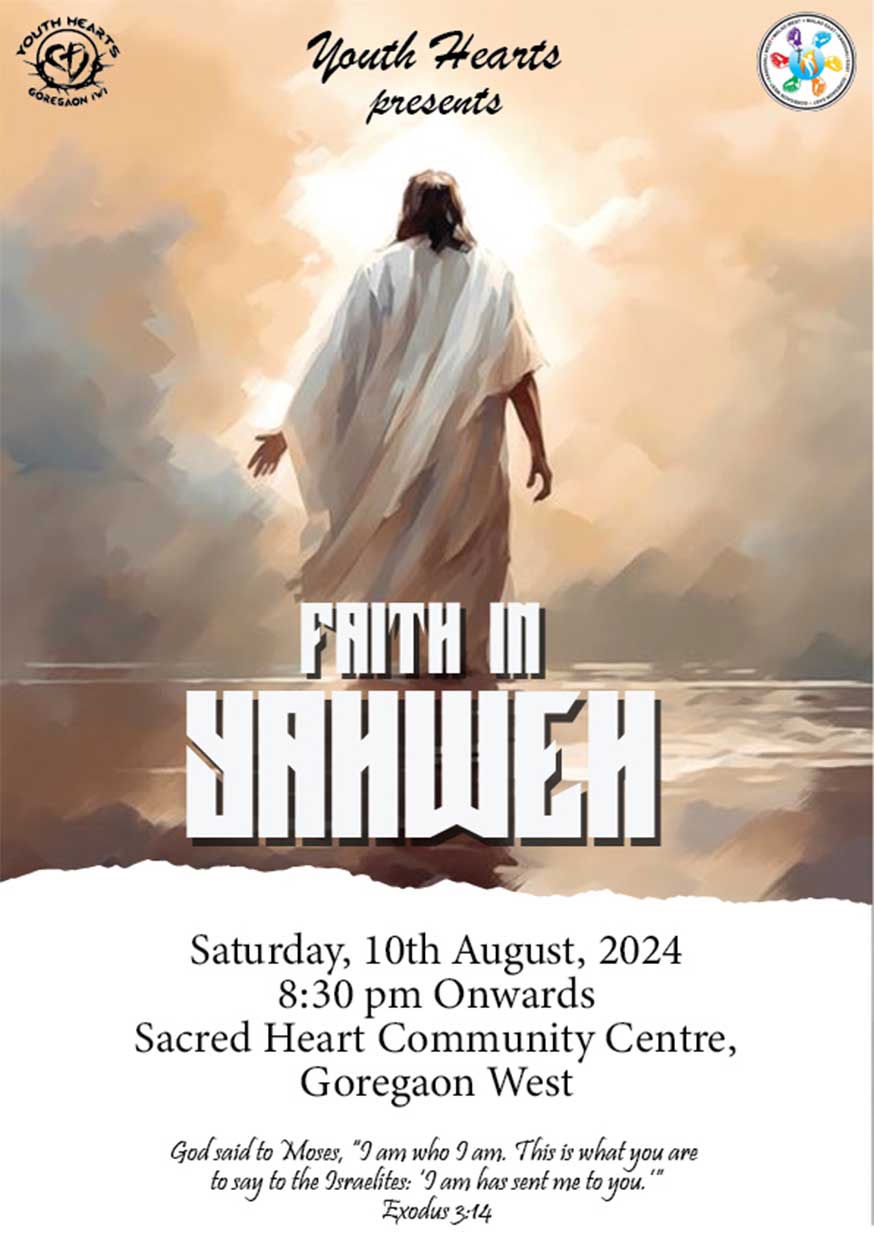 YOUTH HEARTS
GOREGAON (W)
Youth Hearts
presents
FAITH IN
YAHWEH
Saturday, 10th August, 2024
8:30 pm Onwards
Sacred Heart Community Centre,
Goregaon West
God said to Moses, "I am who I am. This is what you are
to say to the Israelites: 'I am has sent me to you.'"
Exodus 3:14